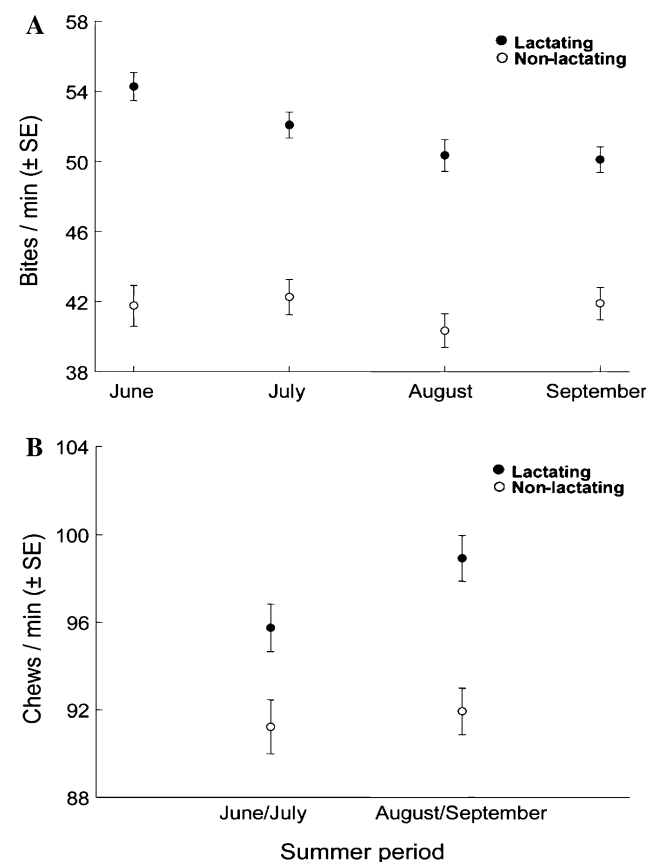 A
58
54
50
46
42
38
Bites / min (± SE)
Lactating
Non-lactating
June July August September
B
104
100
96
92
88
Chews / min (± SE)
Lactating
Non-lactating
June/July August/September
Summer period